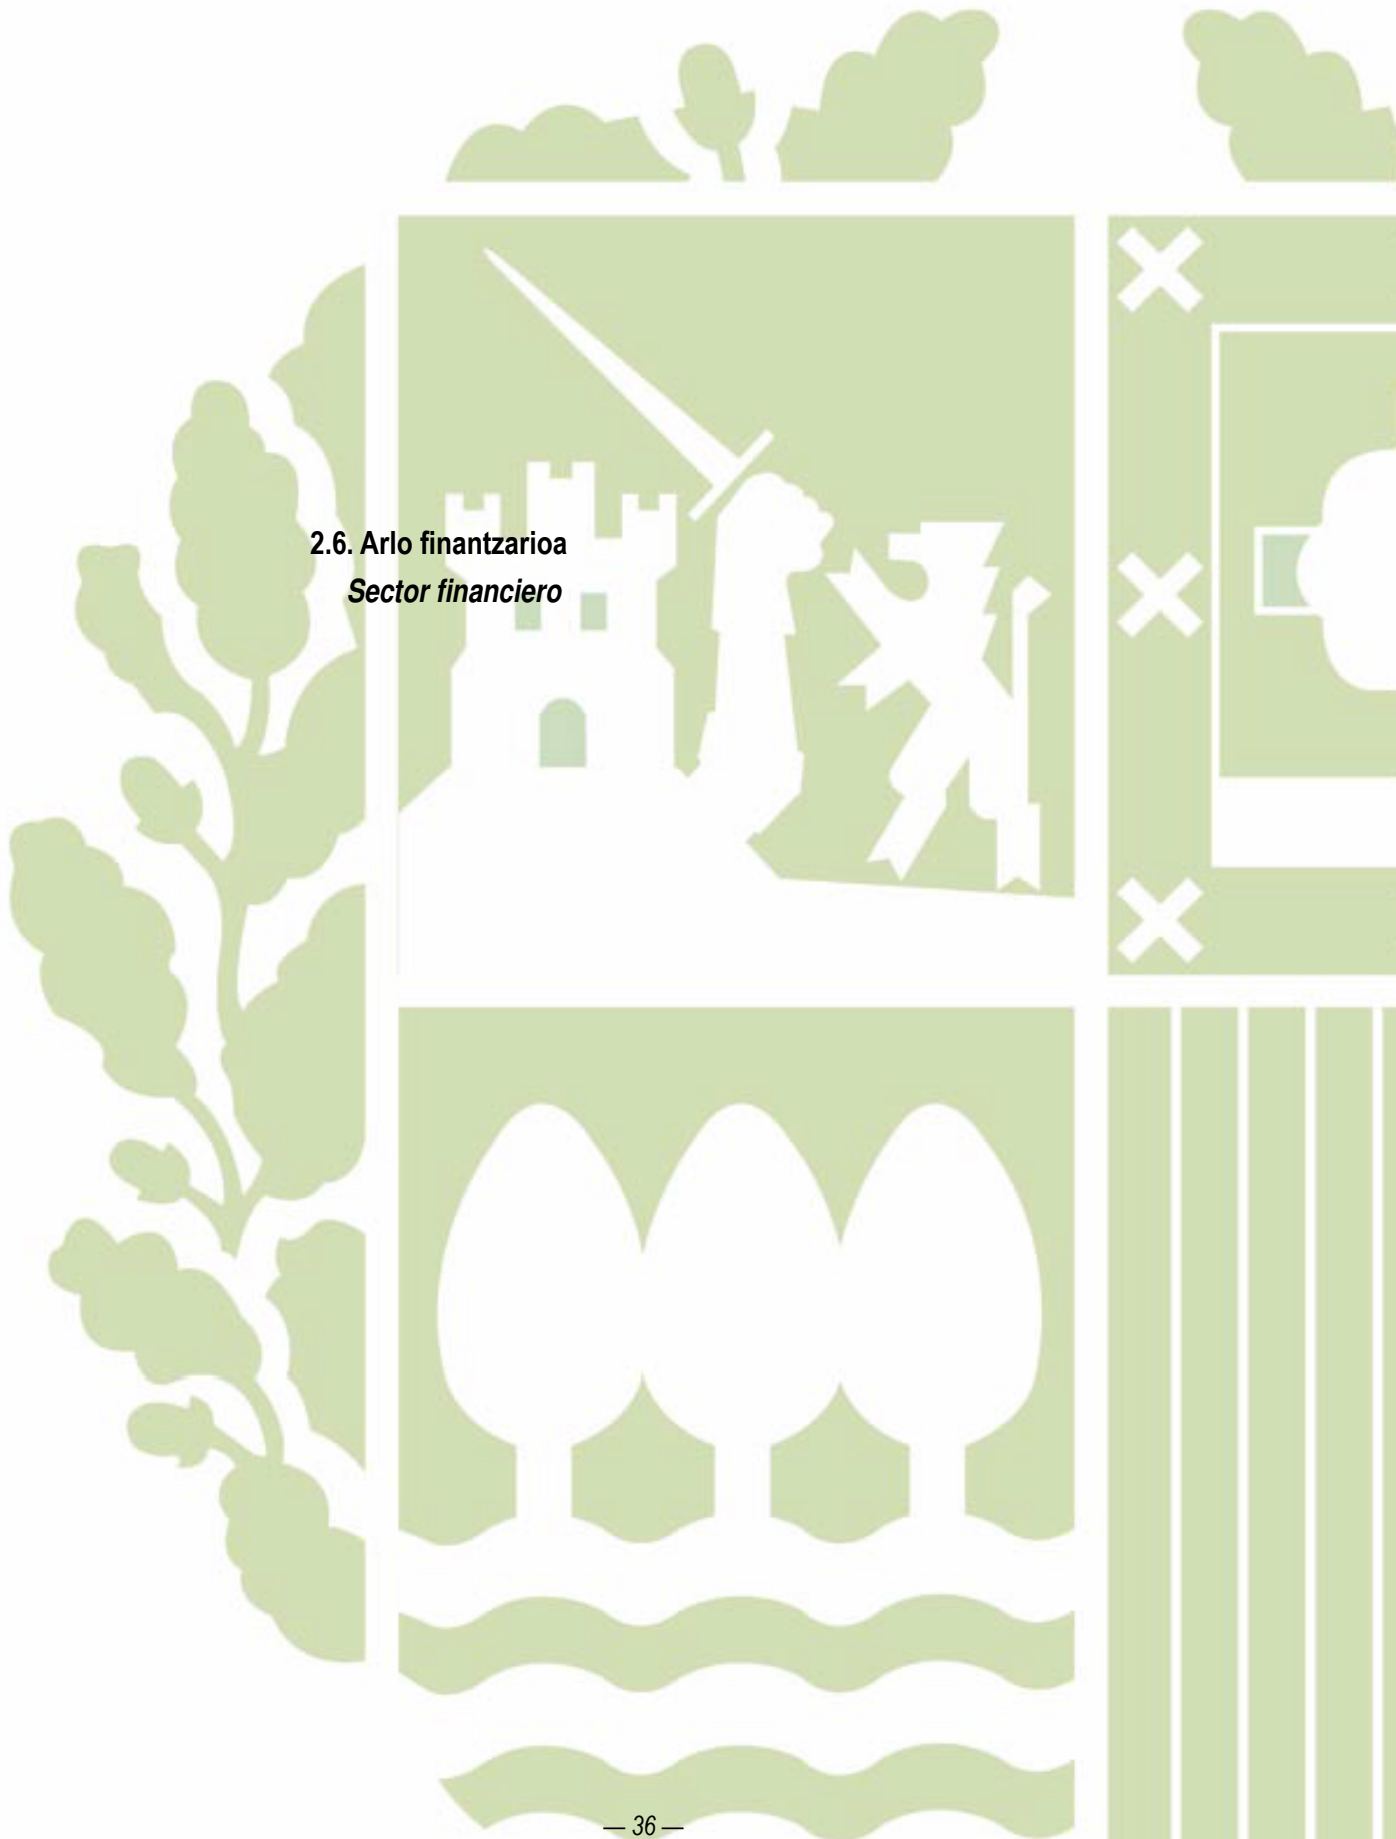 2.6. Arlo finantzarioa
Sector financiero
— 36 —